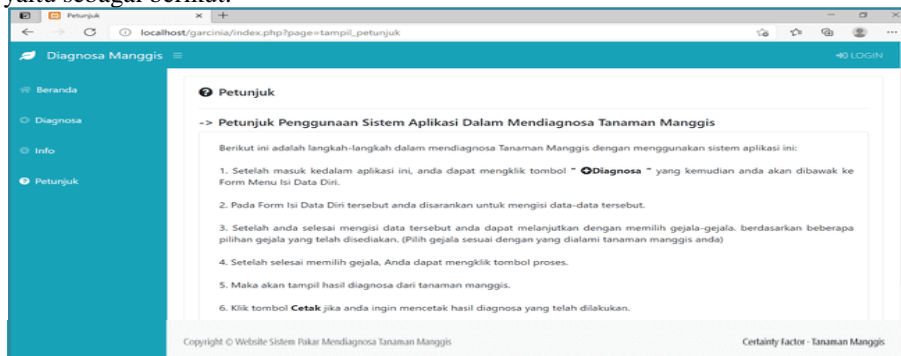 yaitu sebagai berikut:
Petunjuk
localhost/garcinia/index.php?page=tampil_petunjuk
Diagnosa Manggis
LOGIN
Beranda
Diagnosa
Info
Petunjuk
Petunjuk
-> Petunjuk Penggunaan Sistem Aplikasi Dalam Mendiagnosa Tanaman Manggis
Berikut ini adalah langkah-langkah dalam mendiagnosa Tanaman Manggis dengan menggunakan sistem aplikasi ini:
1. Setelah masuk kedalam aplikasi ini, anda dapat mengklik tombol " Diagnosa " yang kemudian anda akan dibawak ke
Form Menu Isi Data Diri.
2. Pada Form Isi Data Diri tersebut anda disarankan untuk mengisi data-data tersebut.
3. Setelah anda selesai mengisi data tersebut anda dapat melanjutkan dengan memilih gejala-gejala. berdasarkan beberapa
pilihan gejala yang telah disediakan. (Pilih gejala sesuai dengan yang dialami tanaman manggis anda)
4. Setelah selesai memilih gejala, Anda dapat mengklik tombol proses.
5. Maka akan tampil hasil diagnosa dari tanaman manggis.
6. Klik tombol Cetak jika anda ingin mencetak hasil diagnosa yang telah dilakukan.
Copyright © Website Sistem Pakar Mendiagnosa Tanaman Manggis
Certainty Factor - Tanaman Manggis